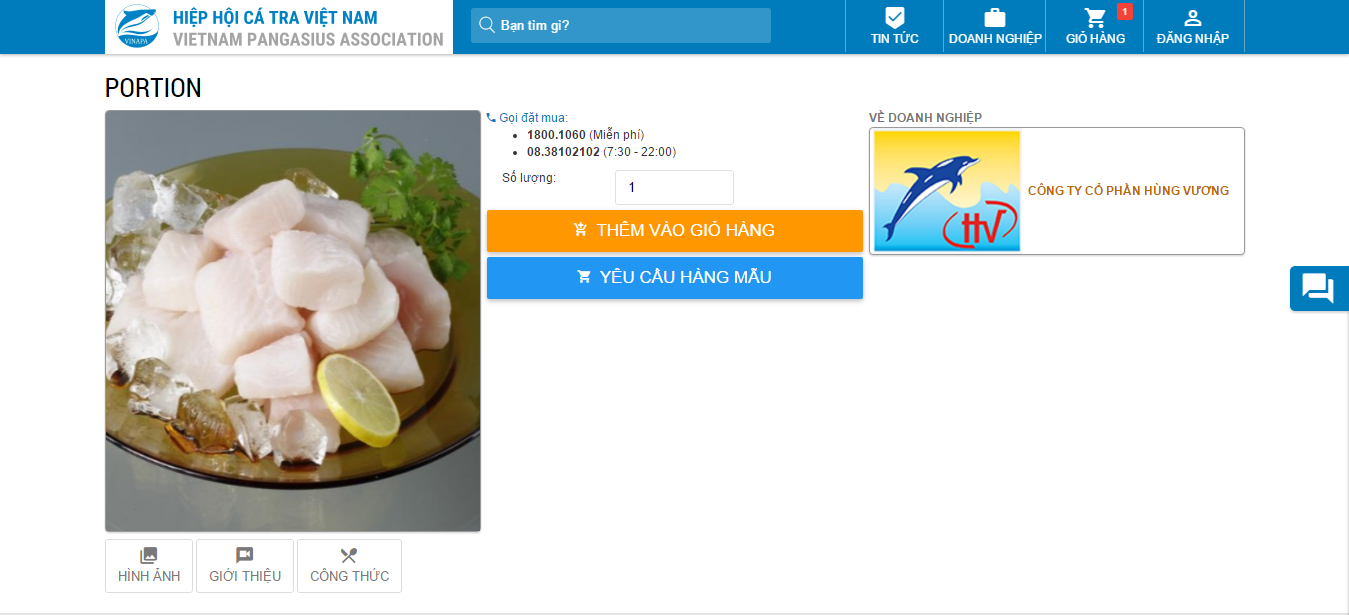 VINAPA
HIỆP HỘI CÁ TRA VIỆT NAM
VIETNAM PANGASIUS ASSOCIATION
Bạn tìm gì?
TIN TỨC
DOANH NGHIỆP
1
GIỎ HÀNG
ĐĂNG NHẬP
PORTION
Gọi đặt mua:
1800.1060 (Miễn phí)
08.38102102 (7:30 - 22:00)
Số lượng:
1
THÊM VÀO GIỎ HÀNG
YÊU CẦU HÀNG MẪU
VỀ DOANH NGHIỆP
HV
CÔNG TY CỔ PHẦN HÙNG VƯƠNG
HÌNH ẢNH
GIỚI THIỆU
CÔNG THỨC